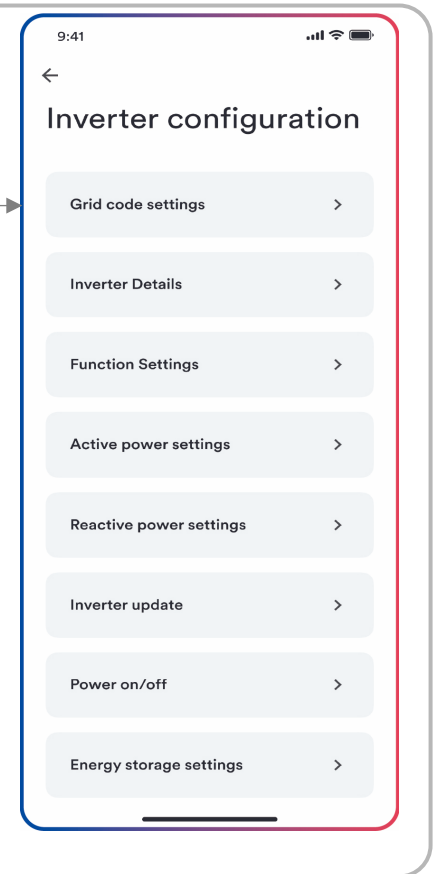 9:41
Inverter configuration
Grid code settings
Inverter Details
Function Settings
Active power settings
Reactive power settings
Inverter update
Power on/off
Energy storage settings